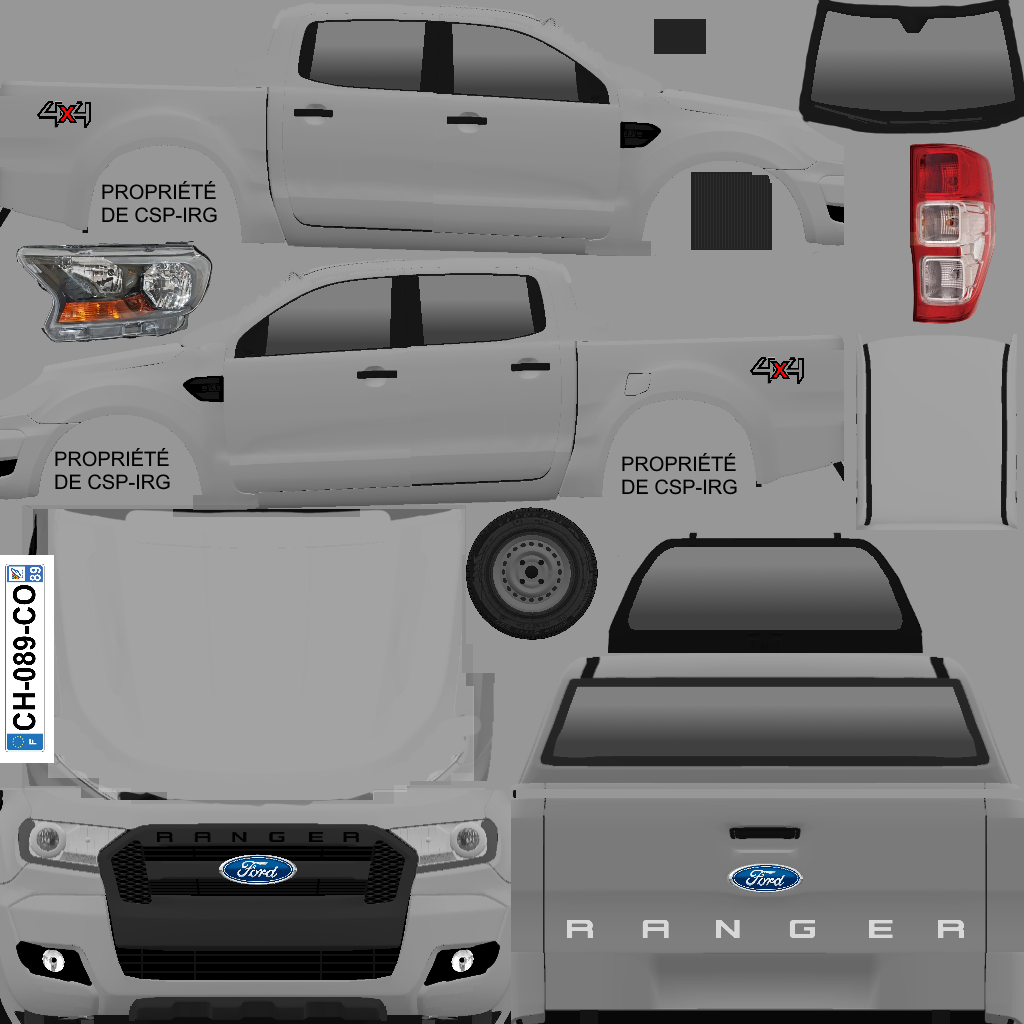 4x4
PROPRIÉTÉ
DE CSP-IRG
4x4
PROPRIÉTÉ
DE CSP-IRG
PROPRIÉTÉ
DE CSP-IRG
89
CH-089-CO
F
RANGER
Ford
Ford
RANGER